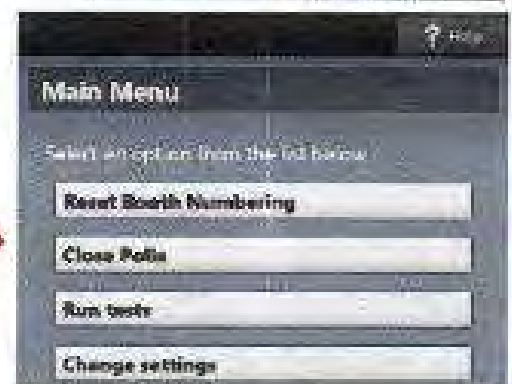 ? Help
Main Menu
Select an option from the list below
Reset Booth Numbering
Close Polls
Run tests
Change settings